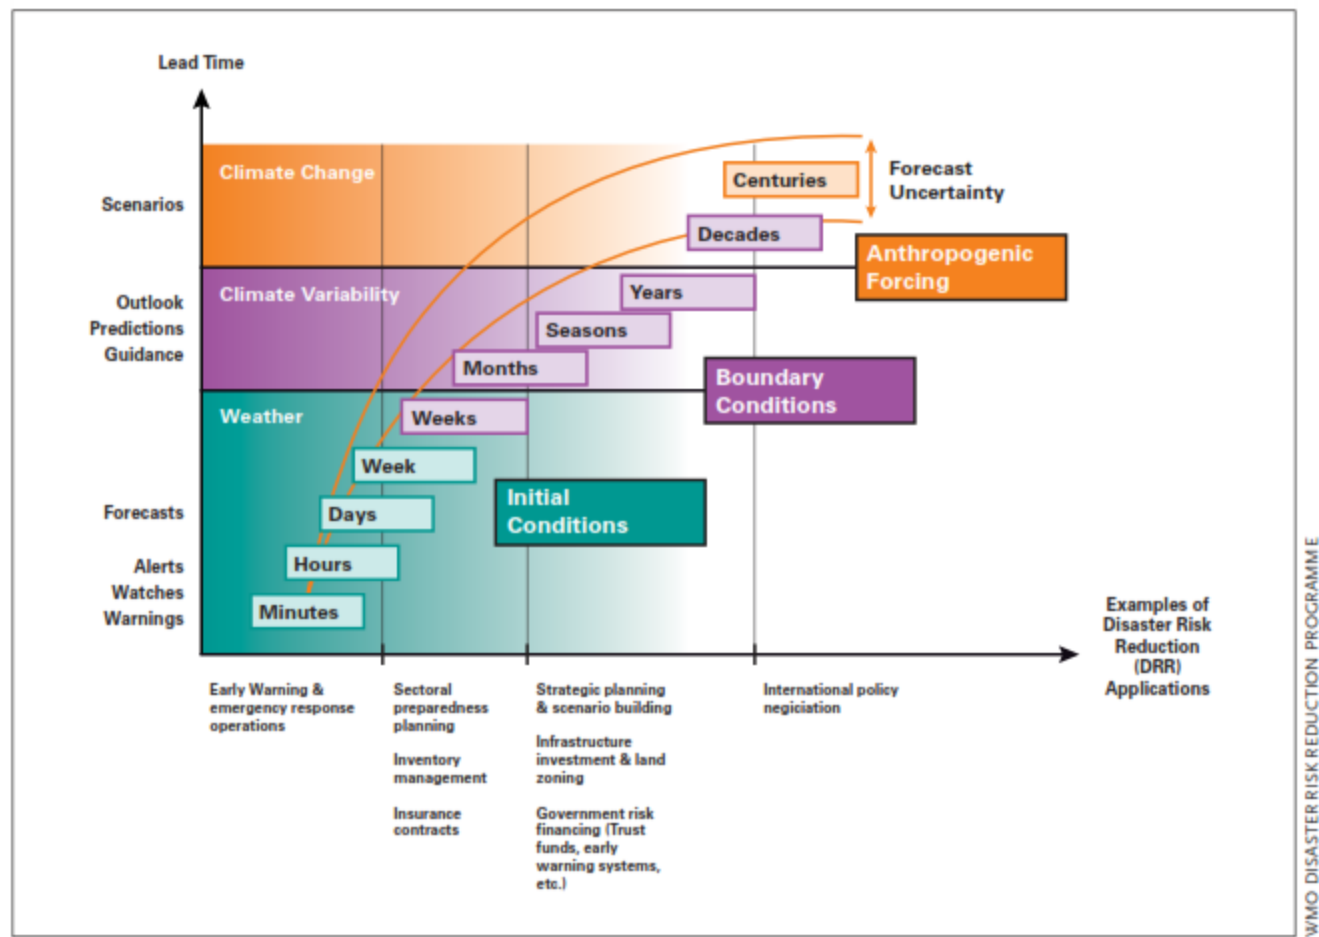 Lead Time
Climate Change
Centuries
Forecast
Uncertainty
Scenarios
Decades
Anthropogenic
Forcing
Climate Variability
Years
Outlook
Predictions
Guidance
Seasons
Months
Boundary
Conditions
Weather
Weeks
Week
Initial
Conditions
Forecasts
Days
Alerts
Watches
Warnings
Hours
Minutes
Examples of
Disaster Risk
Reduction
(DRR)
Applications
Early Warning &
emergency response
operations
Sectoral
preparedness
planning
Inventory
management
Insurance
contracts
Strategic planning
& scenario building
Infrastructure
investment & land
zoning
Government risk
financing (Trust
funds, early
warning systems,
etc.)
International policy
negiciation
WMO DISASTER RISK REDUCTION PROGRAMME